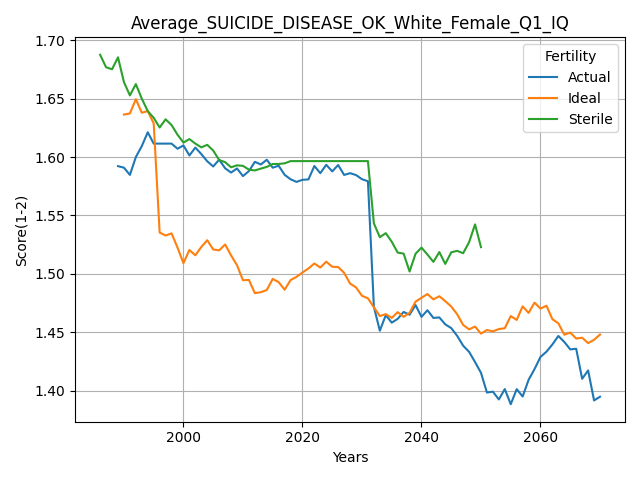 Average_SUICIDE_DISEASE_OK_White_Female_Q1_IQ
Score(1-2)
1.70
1.65
1.60
1.55
1.50
1.45
1.40
Fertility
Actual
Ideal
Sterile
2000
2020
2040
2060
Years